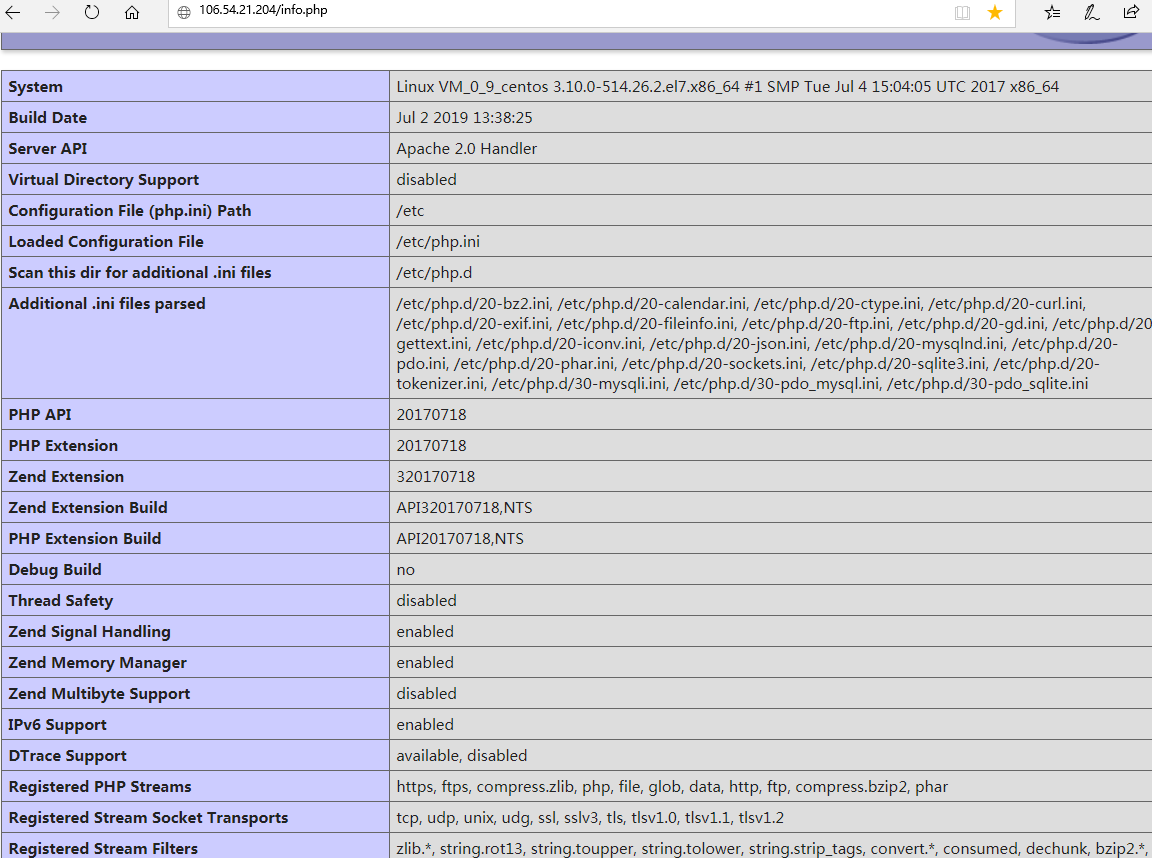 106.54.21.204/info.php
System Linux VM_0_9_centos 3.10.0-514.26.2.el7.x86_64 #1 SMP Tue Jul 4 15:04:05 UTC 2017 x86_64
Build Date Jul 2 2019 13:38:25
Server API Apache 2.0 Handler
Virtual Directory Support disabled
Configuration File (php.ini) Path /etc
Loaded Configuration File /etc/php.ini
Scan this dir for additional .ini files /etc/php.d
Additional .ini files parsed /etc/php.d/20-bz2.ini, /etc/php.d/20-calendar.ini, /etc/php.d/20-ctype.ini, /etc/php.d/20-curl.ini,
/etc/php.d/20-exif.ini, /etc/php.d/20-fileinfo.ini, /etc/php.d/20-ftp.ini, /etc/php.d/20-gd.ini, /etc/php.d/20
gettext.ini, /etc/php.d/20-iconv.ini, /etc/php.d/20-json.ini, /etc/php.d/20-mysqlnd.ini, /etc/php.d/20-
pdo.ini, /etc/php.d/20-phar.ini, /etc/php.d/20-sockets.ini, /etc/php.d/20-sqlite3.ini, /etc/php.d/20-
tokenizer.ini, /etc/php.d/30-mysqli.ini, /etc/php.d/30-pdo_mysql.ini, /etc/php.d/30-pdo_sqlite.ini
PHP API 20170718
PHP Extension 20170718
Zend Extension 320170718
Zend Extension Build API320170718,NTS
PHP Extension Build API20170718,NTS
Debug Build no
Thread Safety disabled
Zend Signal Handling enabled
Zend Memory Manager enabled
Zend Multibyte Support disabled
IPv6 Support enabled
DTrace Support available, disabled
Registered PHP Streams https, ftps, compress.zlib, php, file, glob, data, http, ftp, compress.bzip2, phar
Registered Stream Socket Transports tcp, udp, unix, udg, ssl, sslv3, tls, tlsv1.0, tlsv1.1, tlsv1.2
Registered Stream Filters zlib.*, string.rot13, string.toupper, string.tolower, string.strip_tags, convert.*, consumed, dechunk, bzip2.*,